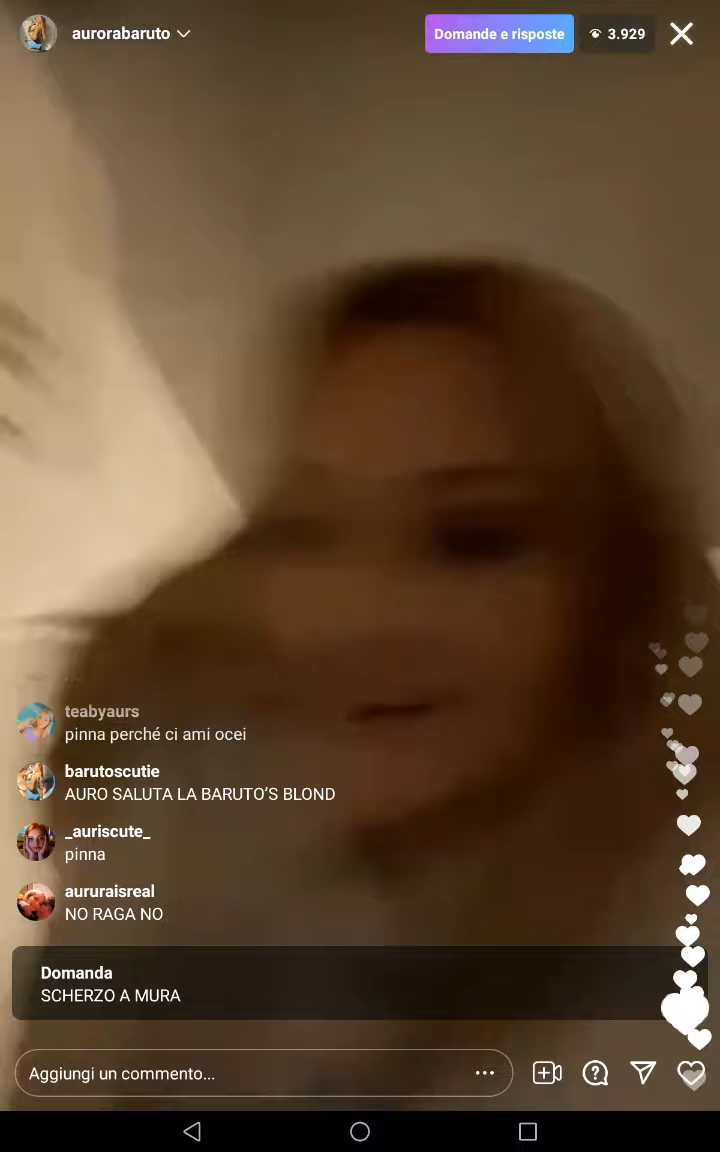 aurorabaruto
Domande e risposte
3.929
teabyaurs
pinna perché ci ami ocei
barutoscutie
AURO SALUTA LA BARUTO’S BLOND
_auriscute_
pinna
aururaisreal
NO RAGA NO
Domanda
SCHERZO A MURA
Aggiungi un commento...